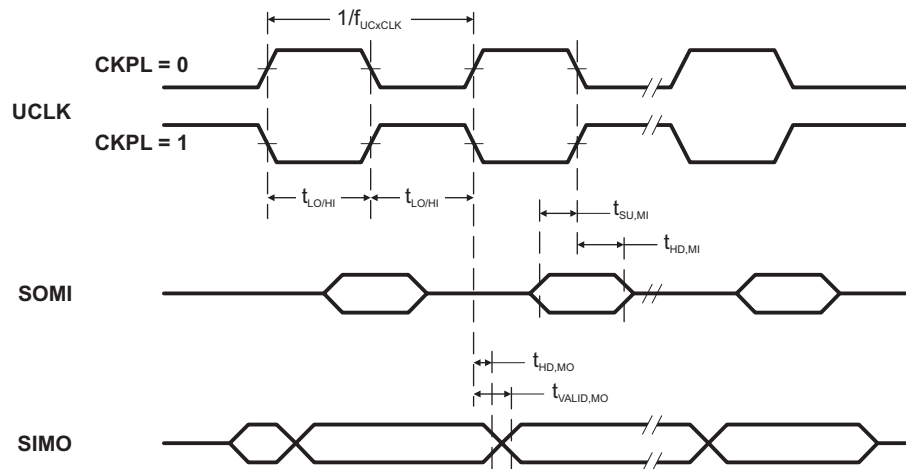 1/fUCxCLK
CKPL = 0
UCLK
CKPL = 1
tLO/HI tLO/HI
tSU,MI
tHD,MI
SOMI
tHD,MO
tVALID,MO
SIMO